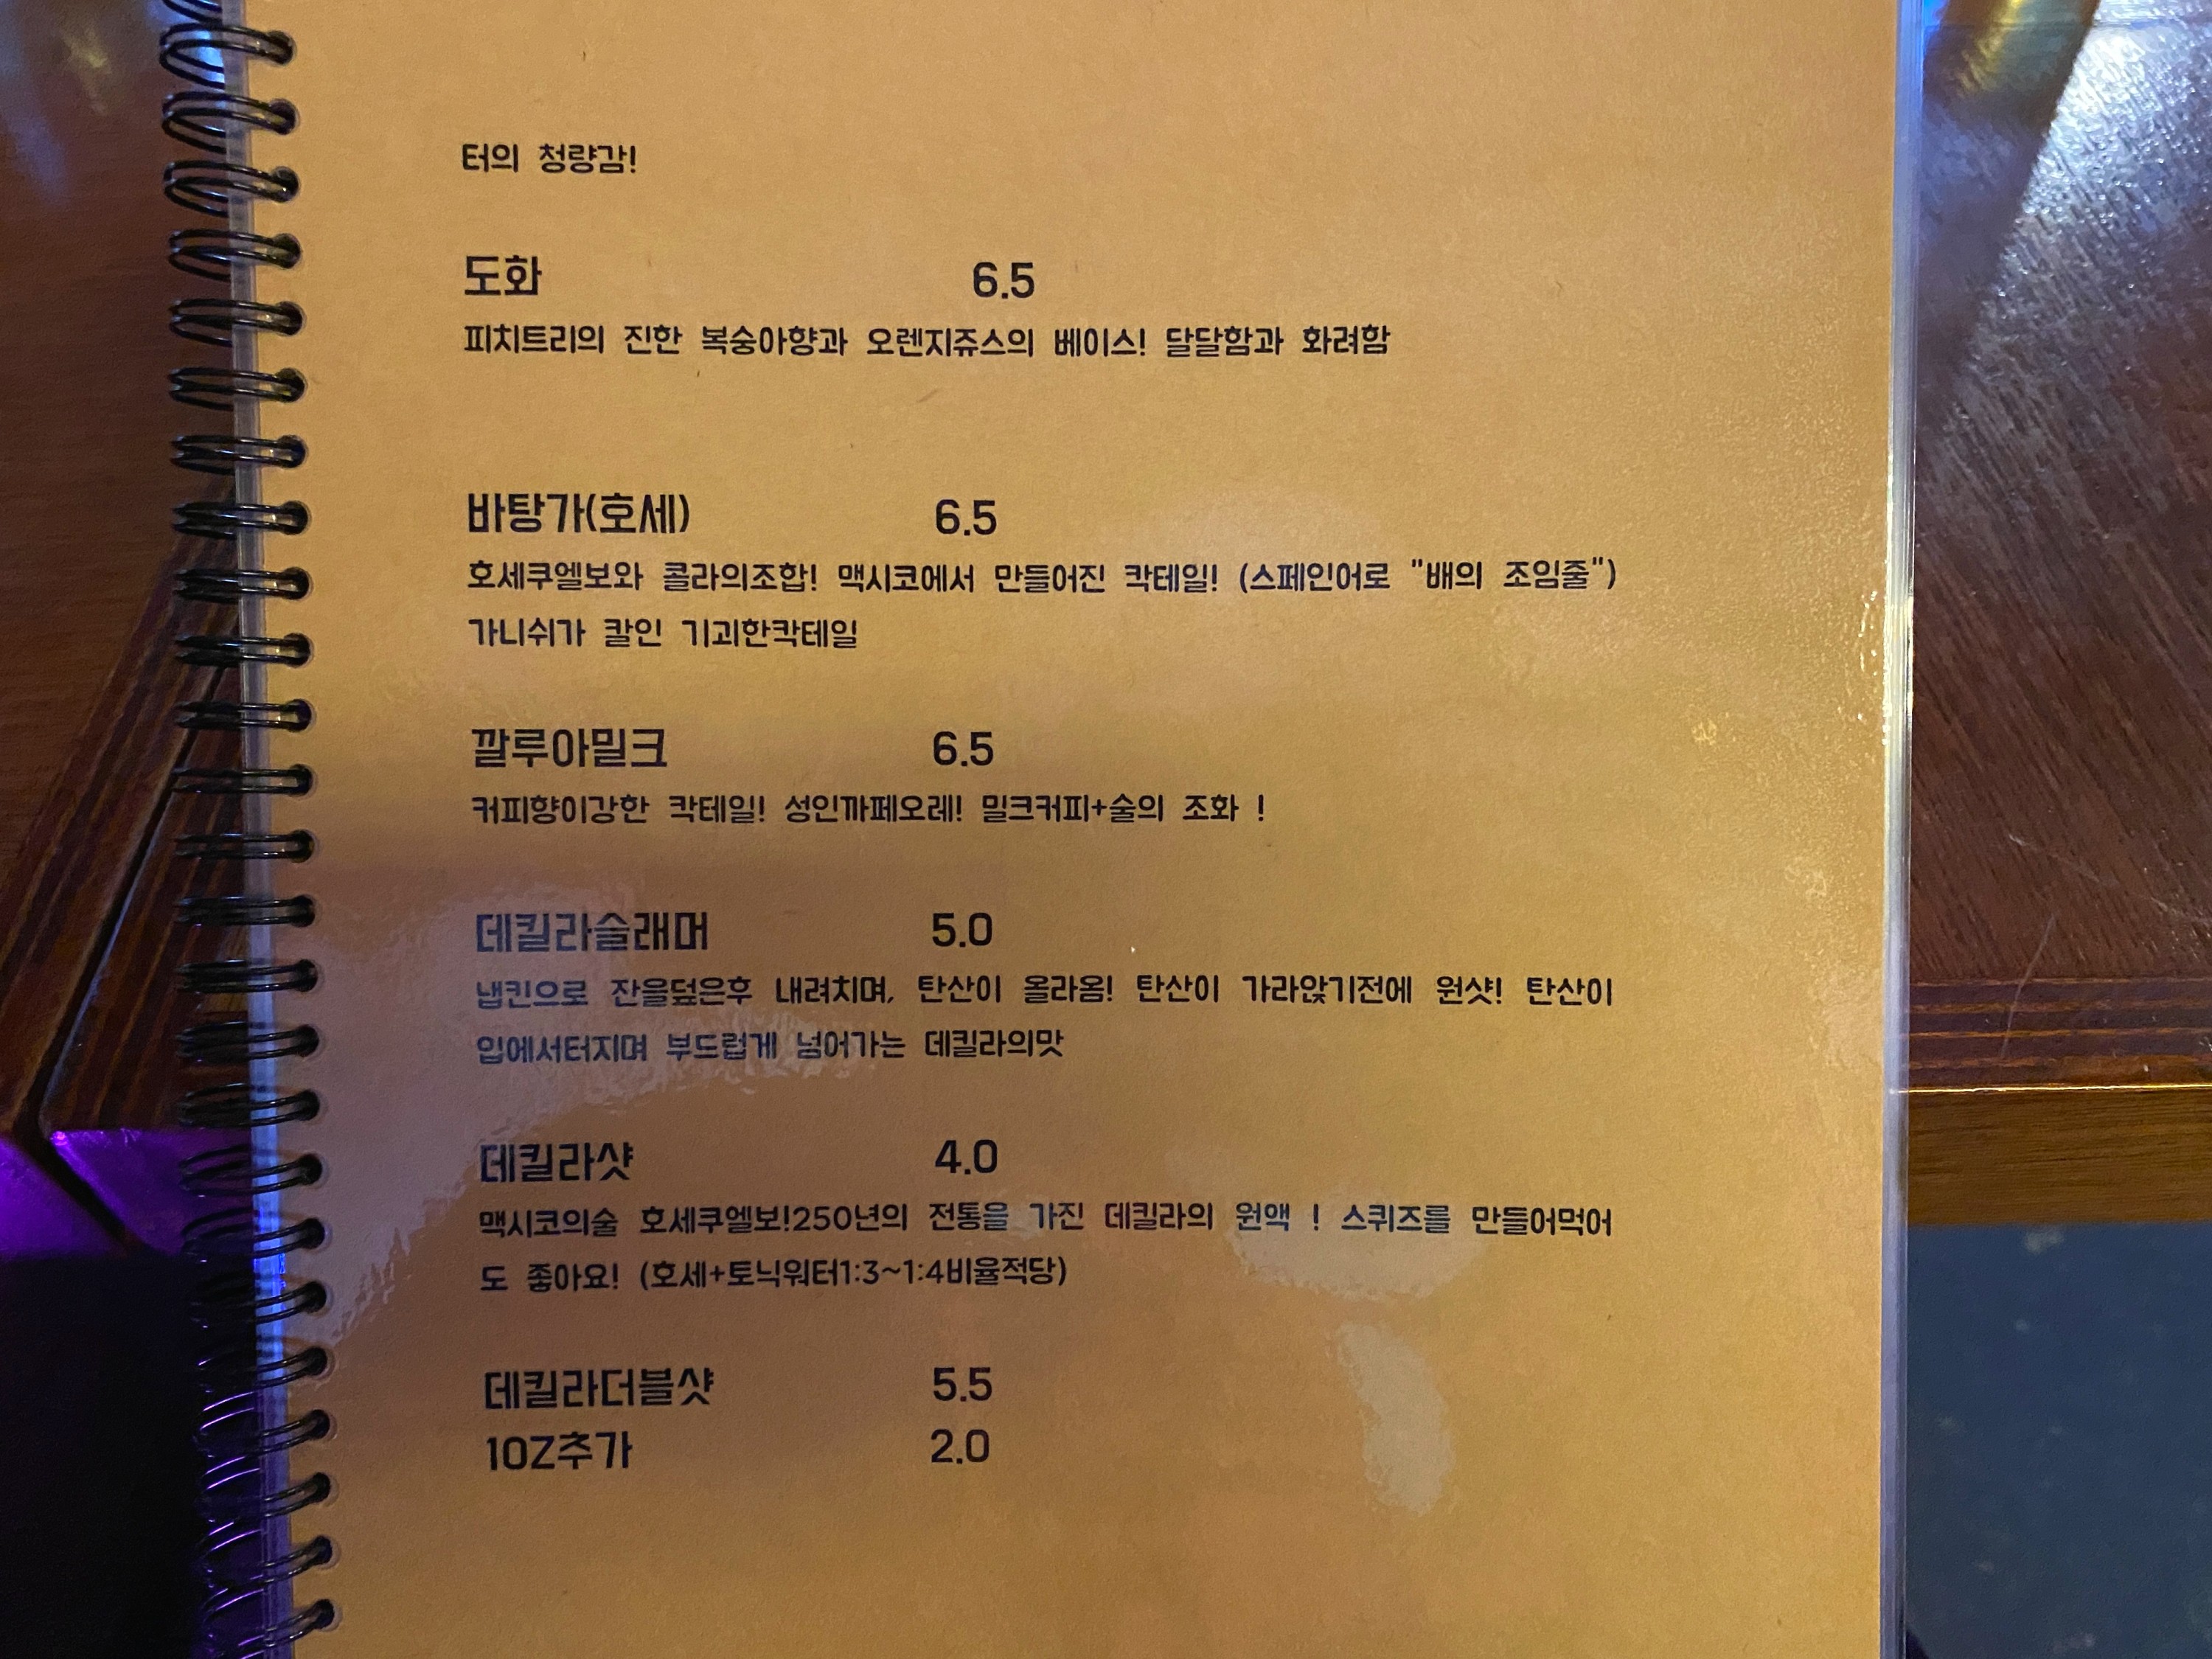 터의 청량감!
도화 6.5
피치트리의 진한 복숭아향과 오렌지쥬스의 베이스! 달달함과 화려함
바탕가(호세) 6.5
호세쿠엘보와 콜라의조합! 맥시코에서 만들어진 칵테일! (스페인어로 "배의 조임줄")
가니쉬가 칼인 기괴한칵테일
깔루아밀크 6.5
커피향이강한 칵테일! 성인까페오레! 밀크커피+술의 조화 !
데킬라슬래머 5.0
냅킨으로 잔을덮은후 내려치며, 탄산이 올라옴! 탄산이 가라앉기전에 원샷! 탄산이
입에서터지며 부드럽게 넘어가는 데킬라의맛
데킬라샷 4.0
맥시코의술 호세쿠엘보!250년의 전통을 가진 데킬라의 원액 ! 스퀴즈를 만들어먹어
도 좋아요! (호세+토닉워터1:3~1:4비율적당)
데킬라더블샷 5.5
1OZ추가 2.0